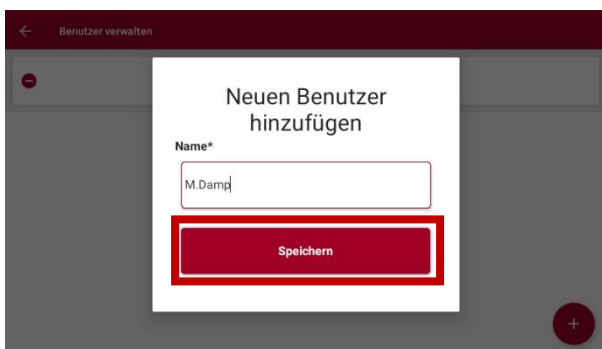 Benutzer verwalten
Neuen Benutzer
hinzufügen
Name*
M.Damp
Speichern
+